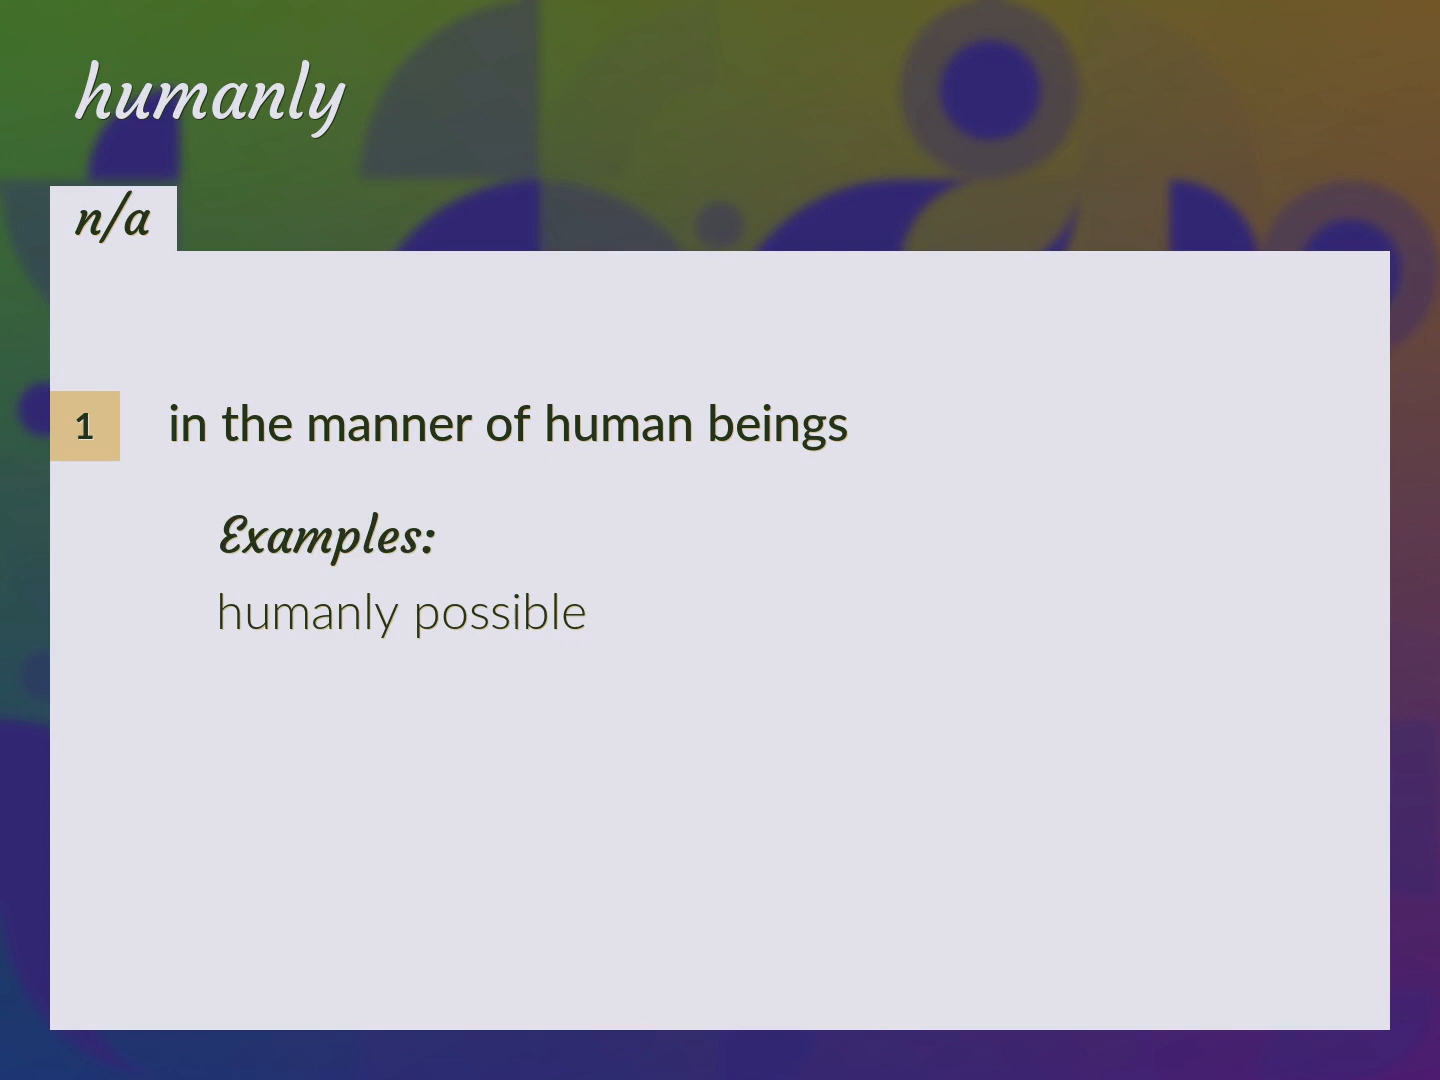 humanly
n/a
1 in the manner of human beings
Examples:
humanly possible